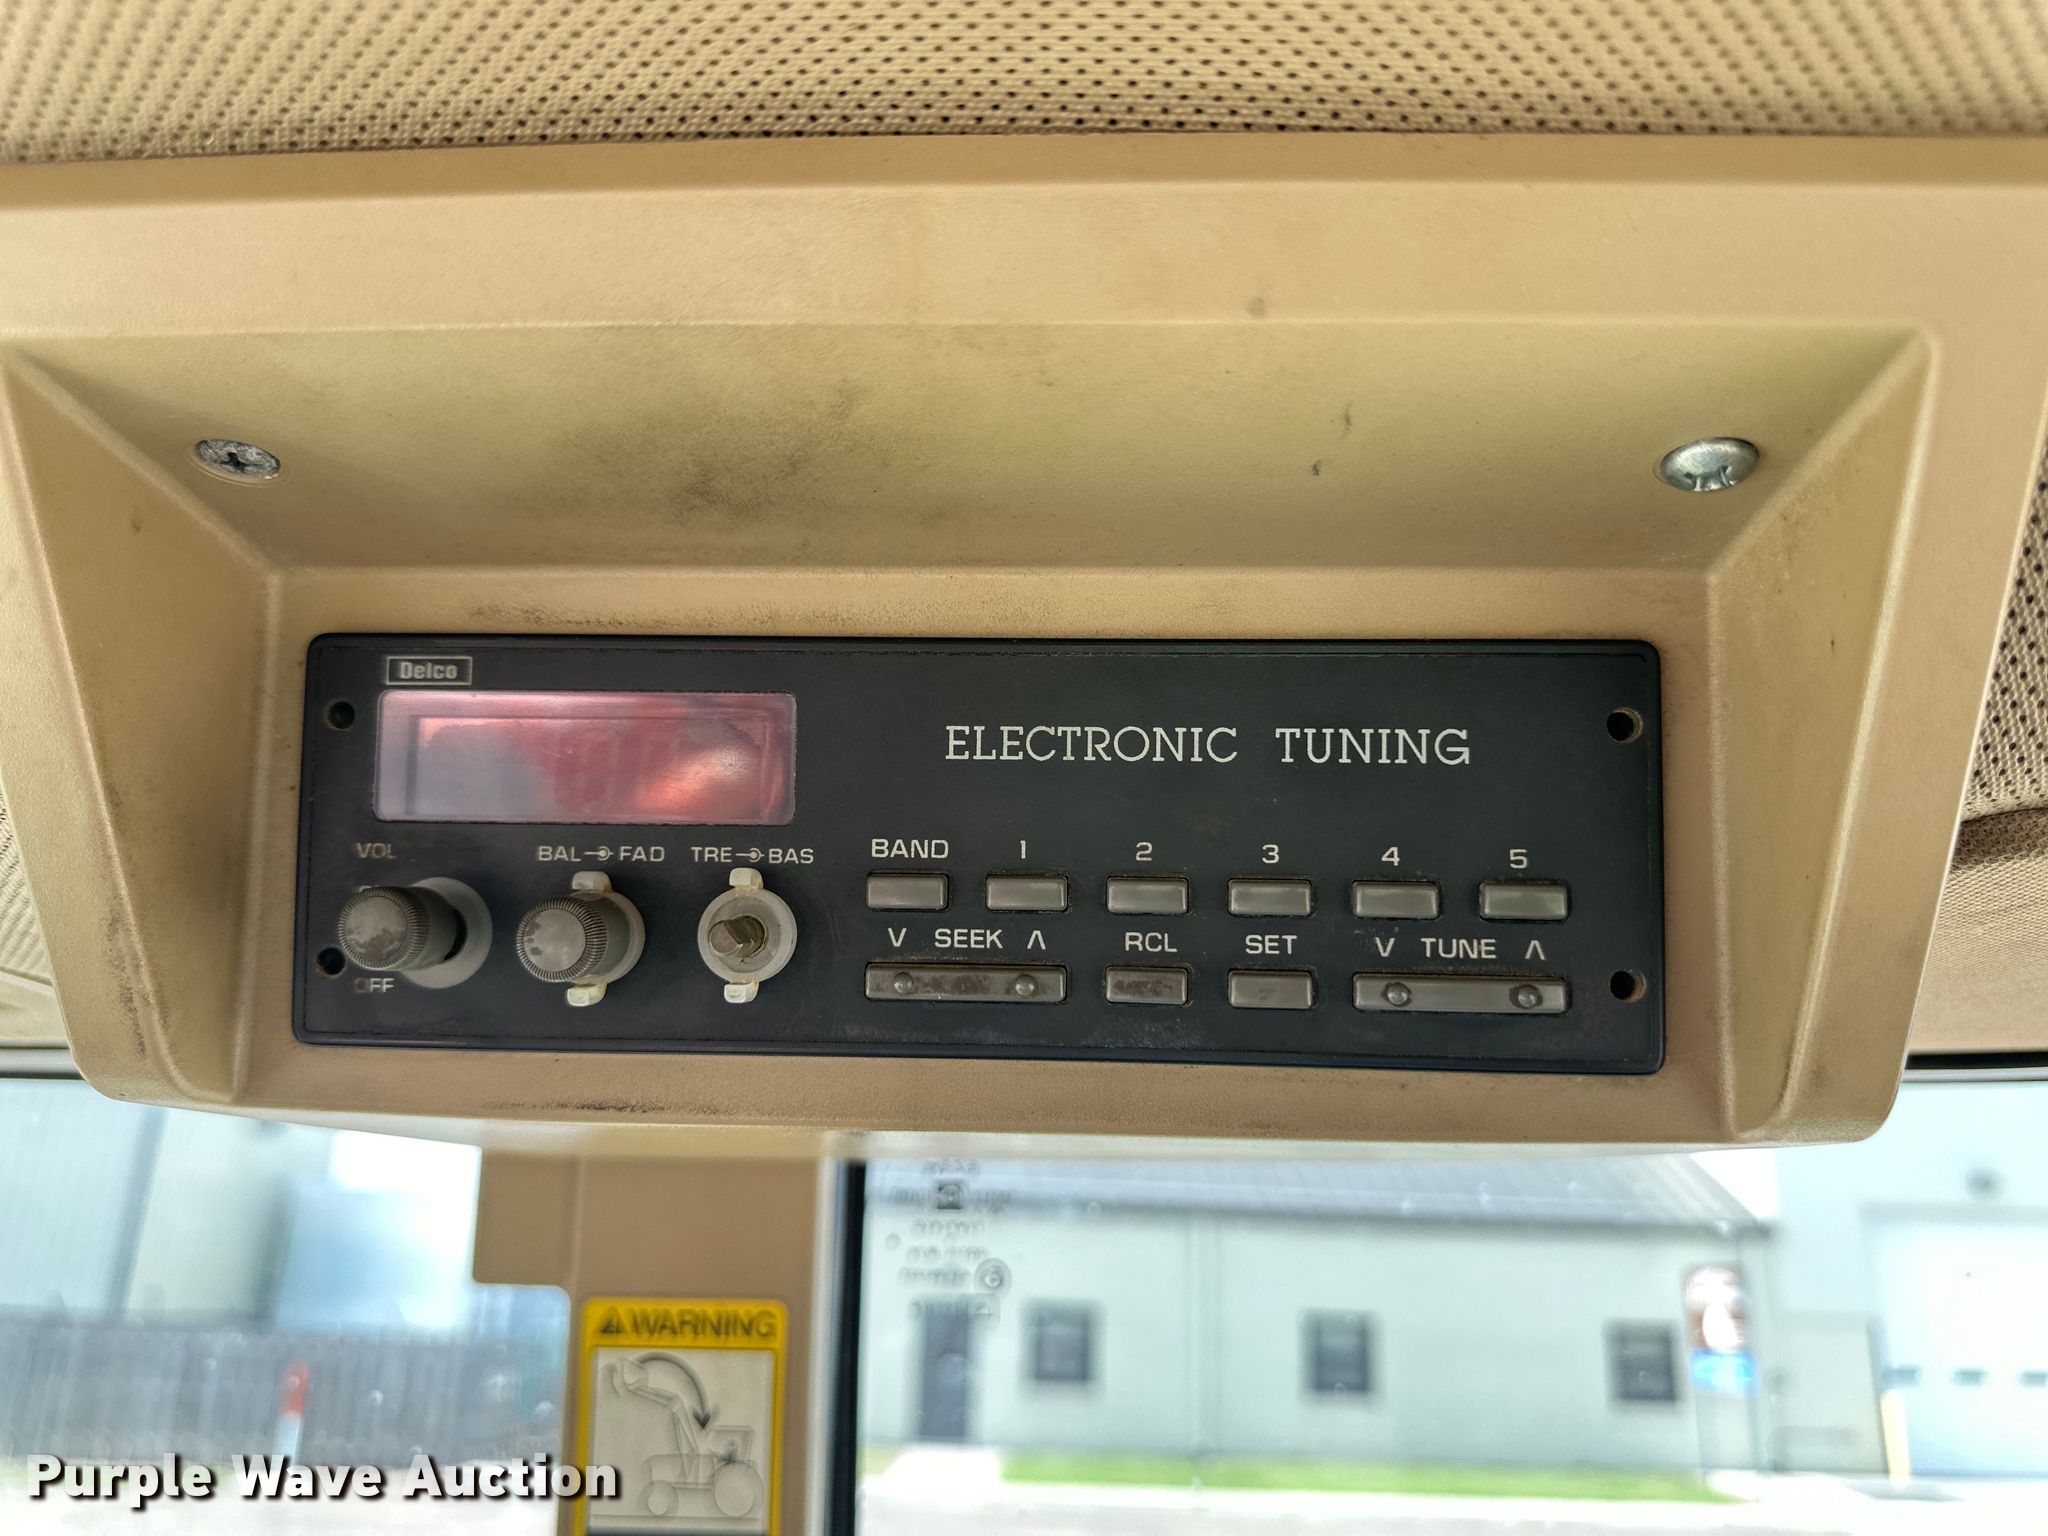 Delco
ELECTRONIC TUNING
VOL
BAL FAD
TRE BAS
BAND 1 2 3 4 5
V SEEK Λ RCL SET V TUNE Λ
OFF
WARNING
Purple Wave Auction